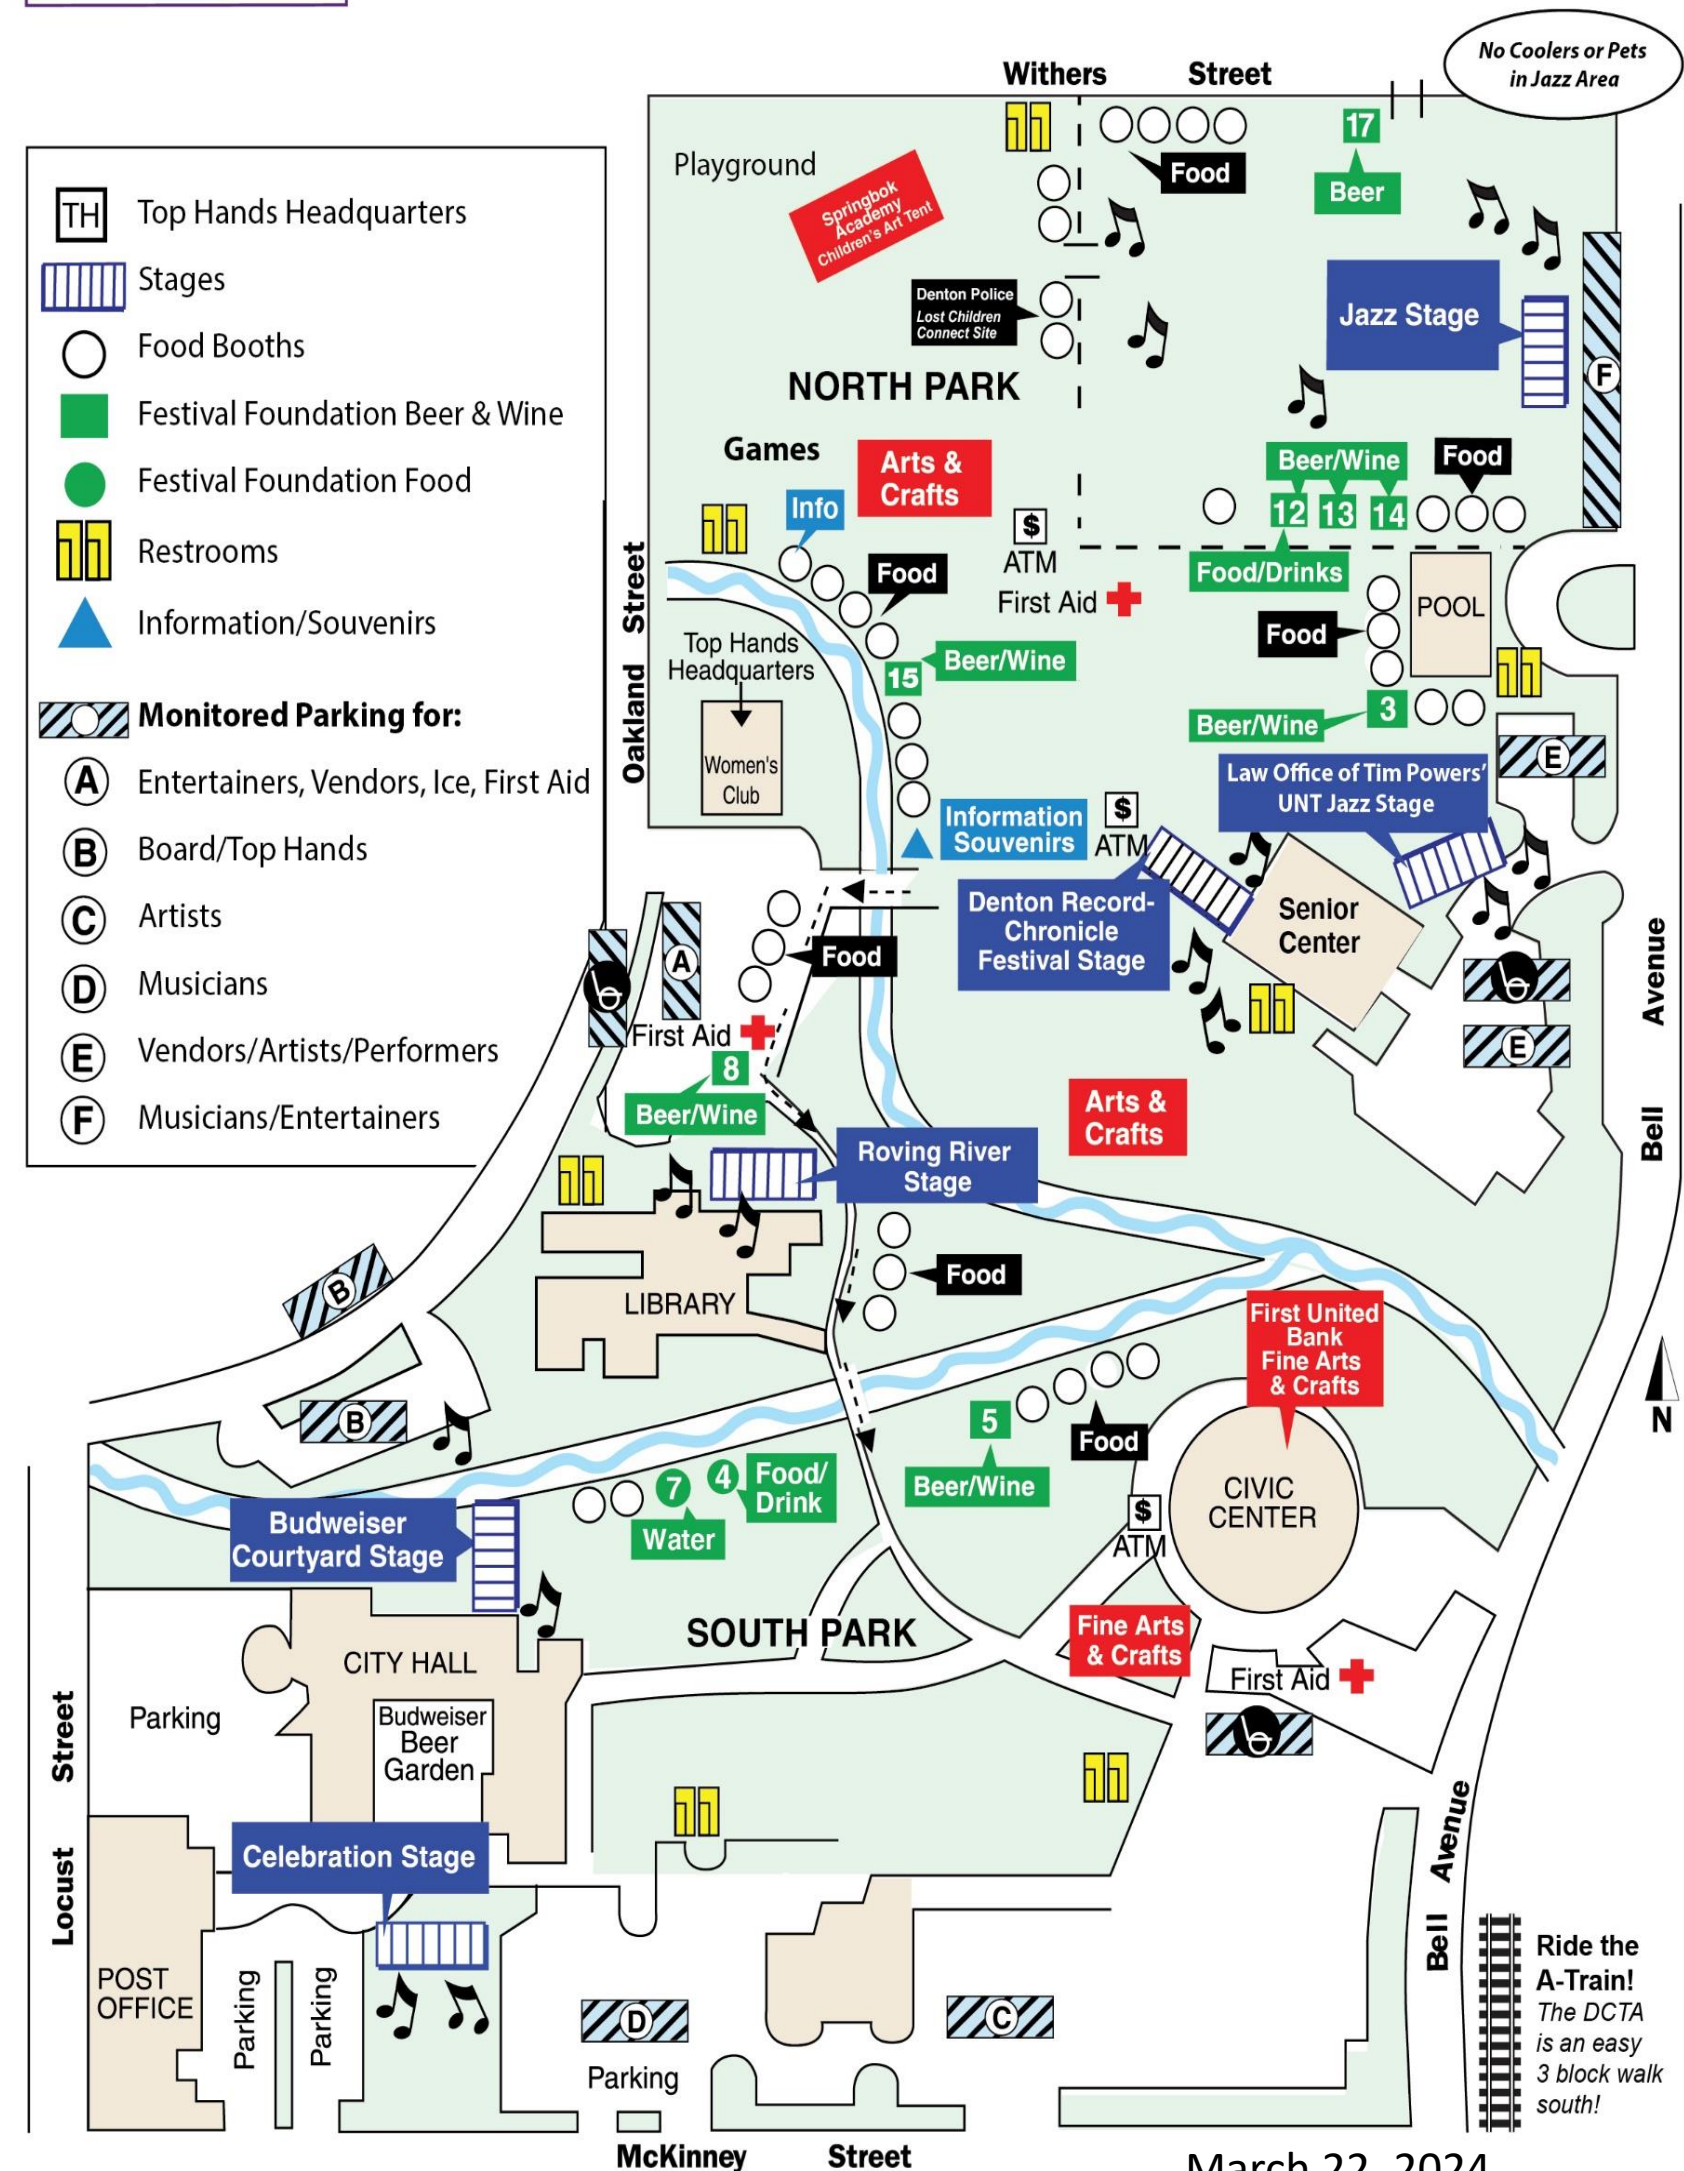 No Coolers or Pets
in Jazz Area
Withers Street
TH Top Hands Headquarters
Stages
Food Booths
Festival Foundation Beer & Wine
Festival Foundation Food
Restrooms
Information/Souvenirs
Monitored Parking for:
A Entertainers, Vendors, Ice, First Aid
B Board/Top Hands
C Artists
D Musicians
E Vendors/Artists/Performers
F Musicians/Entertainers
Playground
Springbok
Academy
Children's Art Tent
Food
17
Beer
Denton Police
Lost Children
Connect Site
Jazz Stage
F
NORTH PARK
Games
Arts &
Crafts
Info
$
ATM
First Aid
Food
Beer/Wine
12 13 14
Food
Food/Drinks
Food
POOL
Oakland Street
Top Hands
Headquarters
Women's
Club
15
Beer/Wine
3
Beer/Wine
E
Law Office of Tim Powers'
UNT Jazz Stage
Information
Souvenirs
$
ATM
Denton Record-
Chronicle
Festival Stage
Senior
Center
Food
A
First Aid
8
Beer/Wine
E
Bell Avenue
Arts &
Crafts
Roving River
Stage
Food
LIBRARY
B
B
First United
Bank
Fine Arts
& Crafts
N
5
Beer/Wine
Food
CIVIC
CENTER
$
ATM
7
4
Food/
Drink
Water
Budweiser
Courtyard Stage
SOUTH PARK
Fine Arts
& Crafts
First Aid
CITY HALL
Parking
Budweiser
Beer
Garden
Locust Street
Celebration Stage
POST
OFFICE
Parking
Parking
D
Parking
C
Bell Avenue
Ride the
A-Train!
The DCTA
is an easy
3 block walk
south!
McKinney Street
March 22, 2024